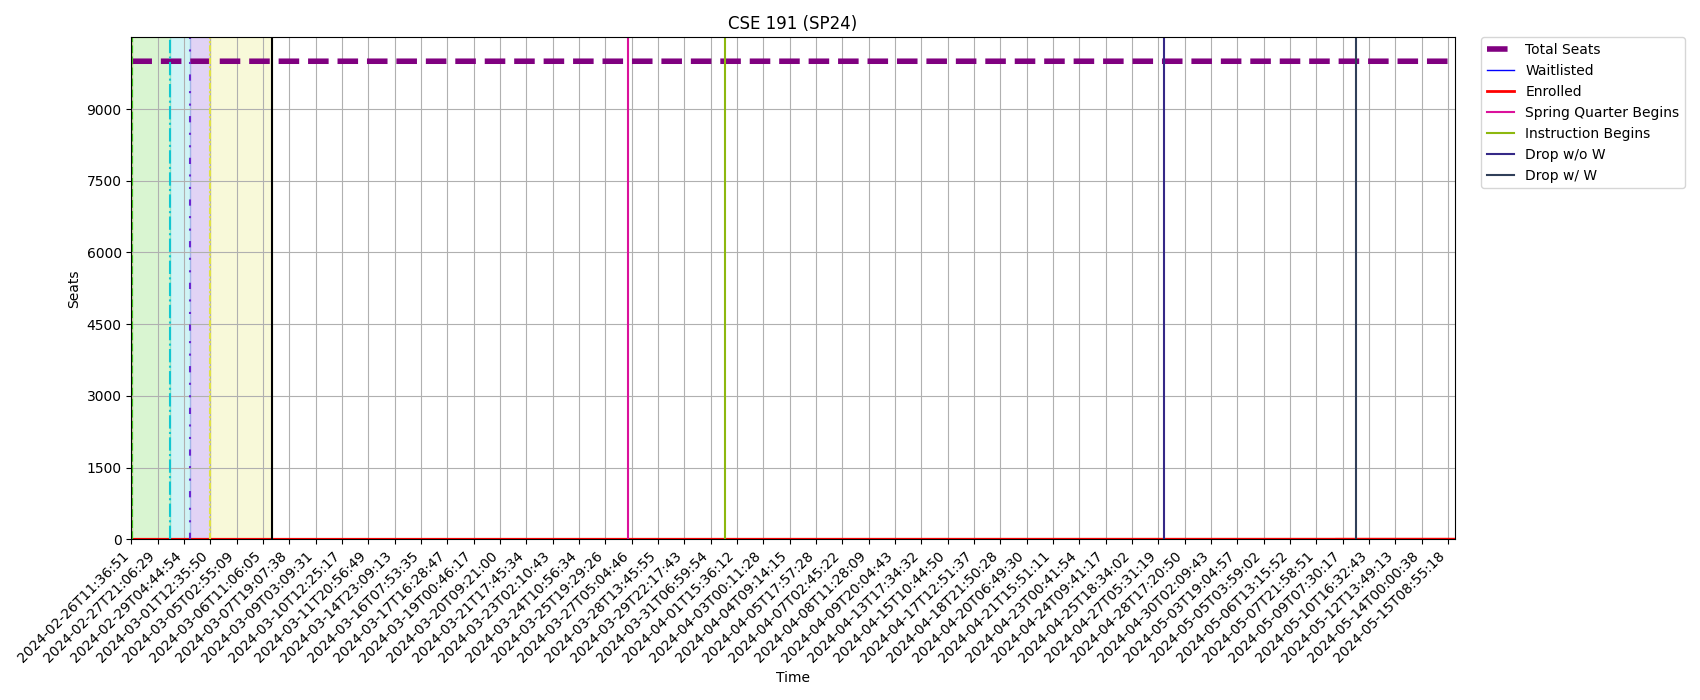 CSE 191 (SP24)
Total Seats
Waitlisted
Enrolled
Spring Quarter Begins
Instruction Begins
Drop w/o W
Drop w/ W
Seats
9000
7500
6000
4500
3000
1500
0
2024-02-26T11:36:51
2024-02-27T21:06:29
2024-02-29T04:44:54
2024-03-01T12:35:50
2024-03-05T02:55:09
2024-03-06T11:06:05
2024-03-07T19:07:38
2024-03-09T03:09:31
2024-03-10T12:25:17
2024-03-11T20:56:49
2024-03-14T23:09:13
2024-03-16T07:53:35
2024-03-17T16:28:47
2024-03-19T00:46:17
2024-03-20T09:21:00
2024-03-21T17:45:34
2024-03-23T02:10:43
2024-03-24T10:56:34
2024-03-25T19:29:26
2024-03-27T05:04:46
2024-03-28T13:45:55
2024-03-29T22:17:43
2024-03-31T06:59:54
2024-04-01T15:36:12
2024-04-03T00:11:28
2024-04-04T09:14:15
2024-04-05T17:57:28
2024-04-07T02:45:22
2024-04-08T11:28:09
2024-04-09T20:04:43
2024-04-13T17:34:32
2024-04-15T10:44:50
2024-04-17T12:51:37
2024-04-18T21:50:28
2024-04-20T06:49:30
2024-04-21T15:51:11
2024-04-23T00:41:54
2024-04-24T09:41:17
2024-04-25T18:34:02
2024-04-27T05:31:19
2024-04-28T17:20:50
2024-04-30T02:09:43
2024-05-03T19:04:57
2024-05-05T03:59:02
2024-05-06T13:15:52
2024-05-07T21:58:51
2024-05-09T07:30:17
2024-05-10T16:32:43
2024-05-12T13:49:13
2024-05-14T00:00:38
2024-05-15T08:55:18
Time